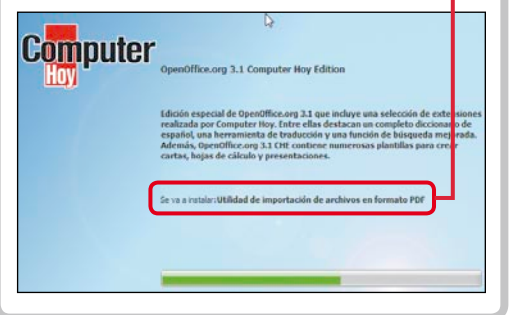 Computer
Hoy
OpenOffice.org 3.1 Computer Hoy Edition
Edición especial de OpenOffice.org 3.1 que incluye una selección de extensiones
realizada por Computer Hoy. Entre ellas destacan un completo diccionario de
español, una herramienta de traducción y una función de búsqueda mejorada.
Además, OpenOffice.org 3.1 CHE contiene numerosas plantillas para crear
cartas, hojas de cálculo y presentaciones.
Se va a instalar:Utilidad de importación de archivos en formato PDF